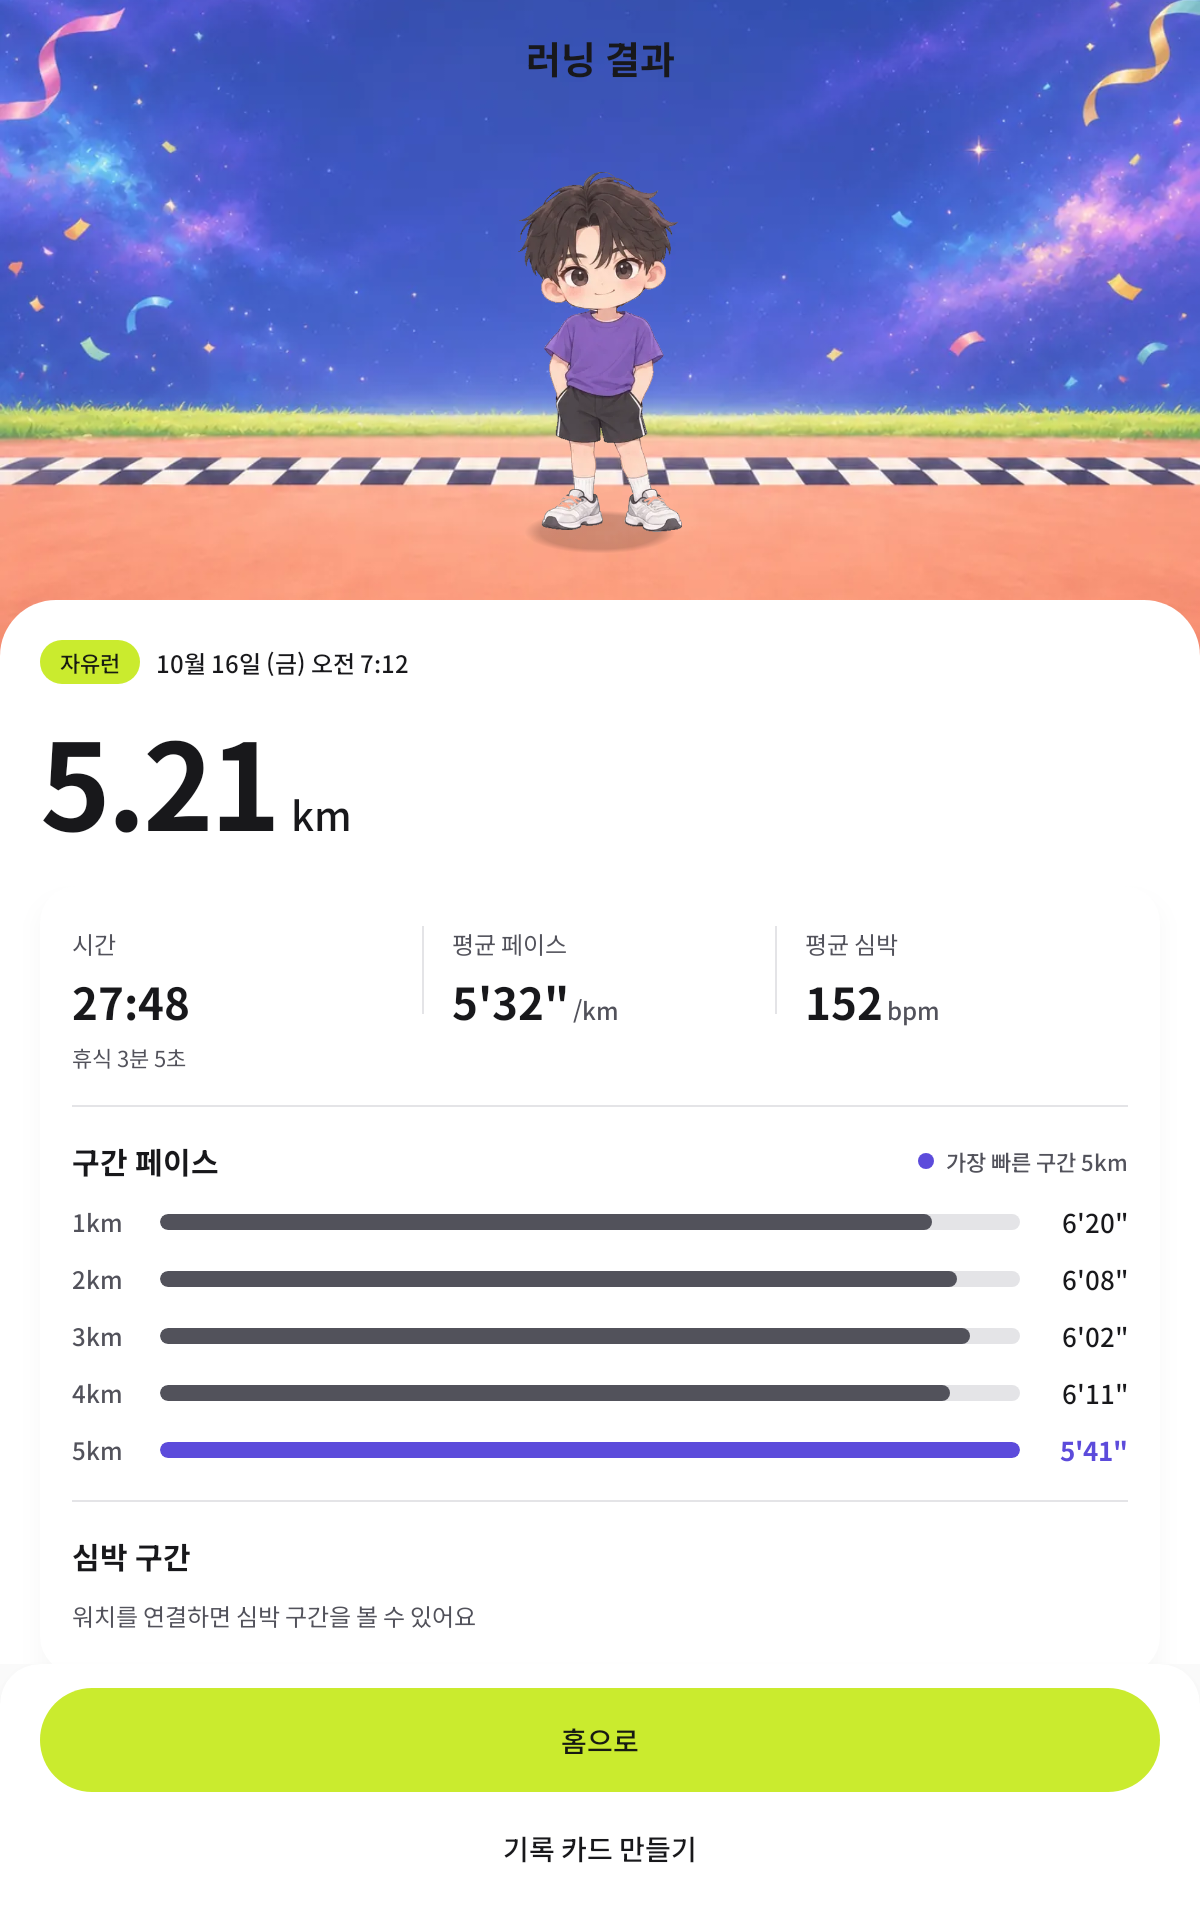 러닝 결과
자유런 10월 16일 (금) 오전 7:12
5.21 km
시간 평균 페이스 평균 심박
27:48 5'32" /km 152 bpm
휴식 3분 5초
구간 페이스 가장 빠른 구간 5km
1km 6'20"
2km 6'08"
3km 6'02"
4km 6'11"
5km 5'41"
심박 구간
워치를 연결하면 심박 구간을 볼 수 있어요
홈으로
기록 카드 만들기